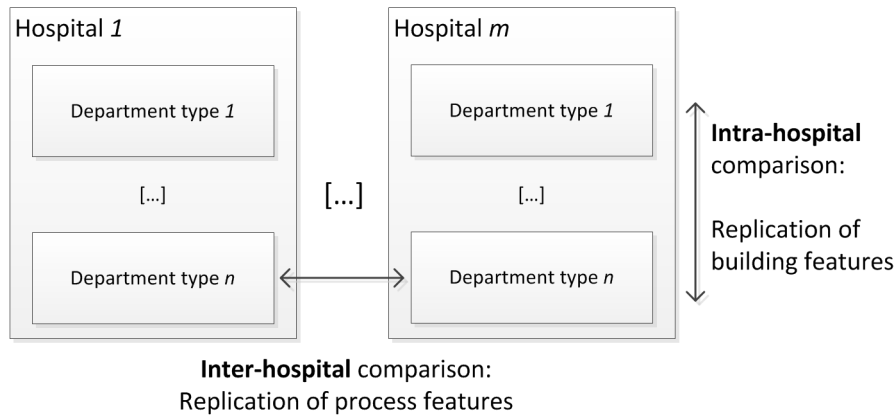 Hospital 1
Department type 1
[...]
Department type n
[...]
Hospital m
Department type 1
[...]
Department type n
Intra-hospital
comparison:
Replication of
building features
Inter-hospital comparison:
Replication of process features